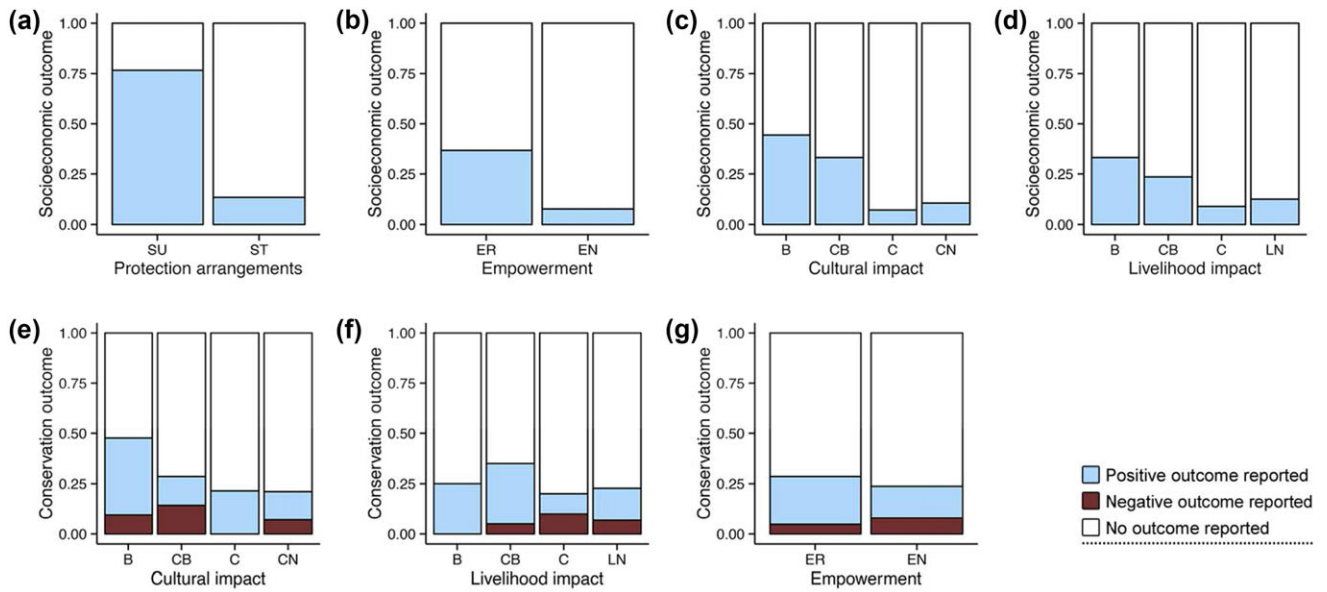 (a)
Socioeconomic outcome
1.00
0.75
0.50
0.25
0.00
SU ST
Protection arrangements
(b)
Socioeconomic outcome
1.00
0.75
0.50
0.25
0.00
ER EN
Empowerment
(c)
Socioeconomic outcome
1.00
0.75
0.50
0.25
0.00
B CB C CN
Cultural impact
(d)
Socioeconomic outcome
1.00
0.75
0.50
0.25
0.00
B CB C LN
Livelihood impact
(e)
Conservation outcome
1.00
0.75
0.50
0.25
0.00
B CB C CN
Cultural impact
(f)
Conservation outcome
1.00
0.75
0.50
0.25
0.00
B CB C LN
Livelihood impact
(g)
Conservation outcome
1.00
0.75
0.50
0.25
0.00
ER EN
Empowerment
Positive outcome reported
Negative outcome reported
No outcome reported